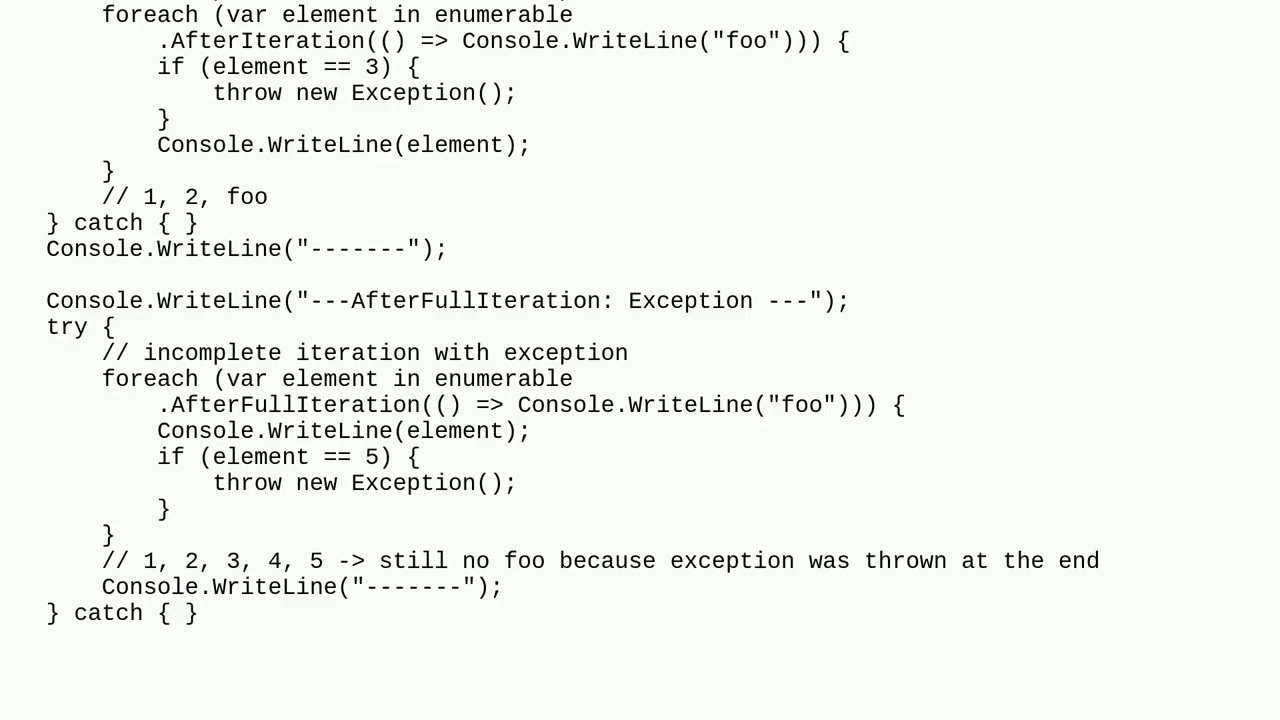 foreach (var element in enumerable
.AfterIteration(() => Console.WriteLine("foo"))) {
if (element == 3) {
throw new Exception();
}
Console.WriteLine(element);
}
// 1, 2, foo
} catch { }
Console.WriteLine("-------");
Console.WriteLine("---AfterFullIteration: Exception ---");
try {
// incomplete iteration with exception
foreach (var element in enumerable
.AfterFullIteration(() => Console.WriteLine("foo"))) {
Console.WriteLine(element);
if (element == 5) {
throw new Exception();
}
}
// 1, 2, 3, 4, 5 -> still no foo because exception was thrown at the end
Console.WriteLine("-------");
} catch { }